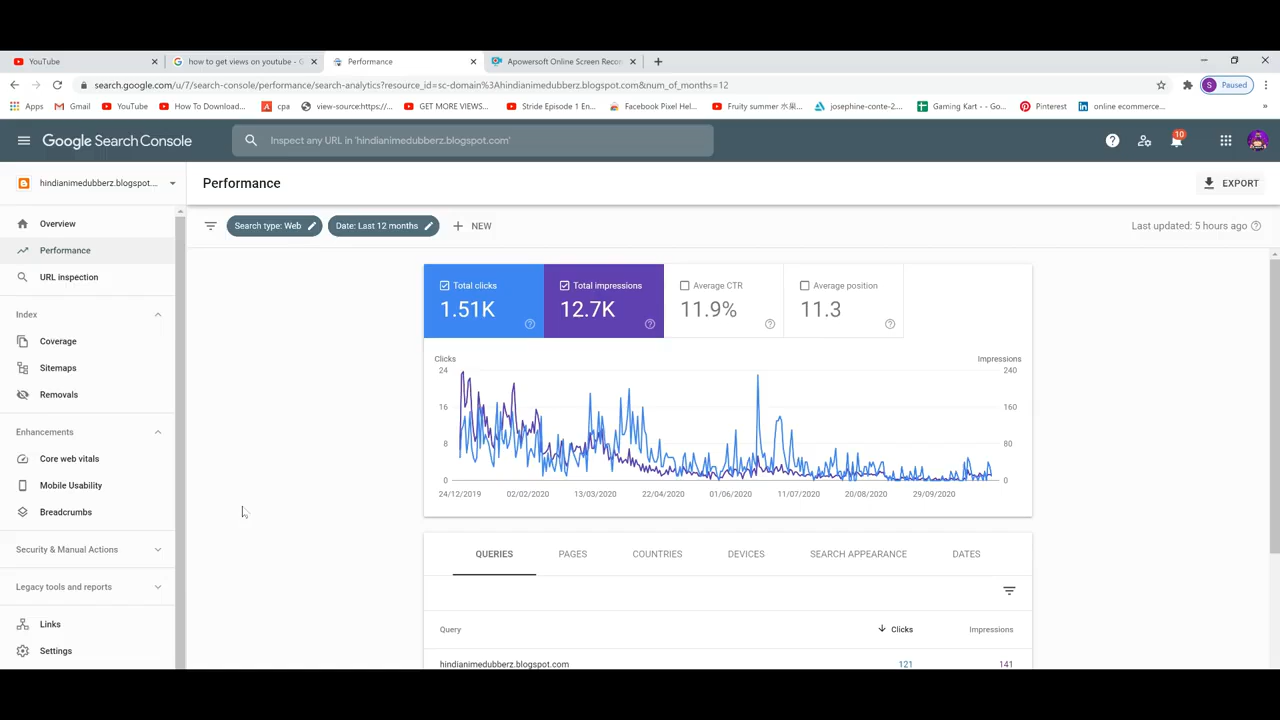 YouTube
how to get views on youtube - G
Performance
Apowersoft Online Screen Recor
search.google.com/u/7/search-console/performance/search-analytics?resource_id=sc-domain%3Ahindianimedubberz.blogspot.com&num_of_months=12
S Paused
Apps Gmail YouTube How To Download... cpa view-source:https:/... GET MORE VIEWS... Stride Episode 1 En... Facebook Pixel Help... Fruity summer 水果... josephine-conte-2... Gaming Kart - - Go... Pinterest online ecommerce... »
Google Search Console
Inspect any URL in 'hindianimedubberz.blogspot.com'
10
hindianimedubberz.blogspot....
Performance
EXPORT
Overview
Performance
URL inspection
Index
Coverage
Sitemaps
Removals
Enhancements
Core web vitals
Mobile Usability
Breadcrumbs
Security & Manual Actions
Legacy tools and reports
Links
Settings
Search type: Web
Date: Last 12 months
+ NEW
Last updated: 5 hours ago
Total clicks
1.51K
Total impressions
12.7K
Average CTR
11.9%
Average position
11.3
Clicks Impressions
24 240
16 160
8 80
0 0
24/12/2019 02/02/2020 13/03/2020 22/04/2020 01/06/2020 11/07/2020 20/08/2020 29/09/2020
QUERIES PAGES COUNTRIES DEVICES SEARCH APPEARANCE DATES
Query Clicks Impressions
hindianimedubberz.blogspot.com 121 141